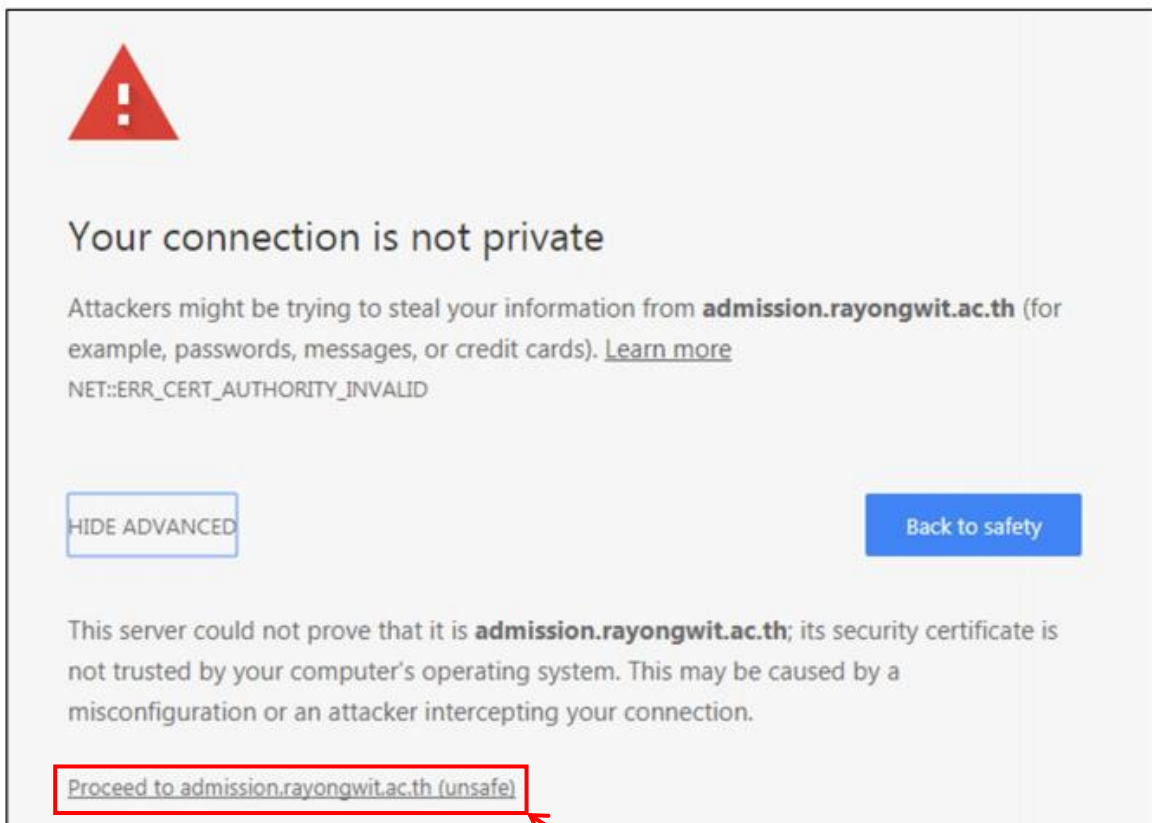 Your connection is not private
Attackers might be trying to steal your information from admission.rayongwit.ac.th (for
example, passwords, messages, or credit cards). Learn more
NET::ERR_CERT_AUTHORITY_INVALID
HIDE ADVANCED
Back to safety
This server could not prove that it is admission.rayongwit.ac.th; its security certificate is
not trusted by your computer's operating system. This may be caused by a
misconfiguration or an attacker intercepting your connection.
Proceed to admission.rayongwit.ac.th (unsafe)